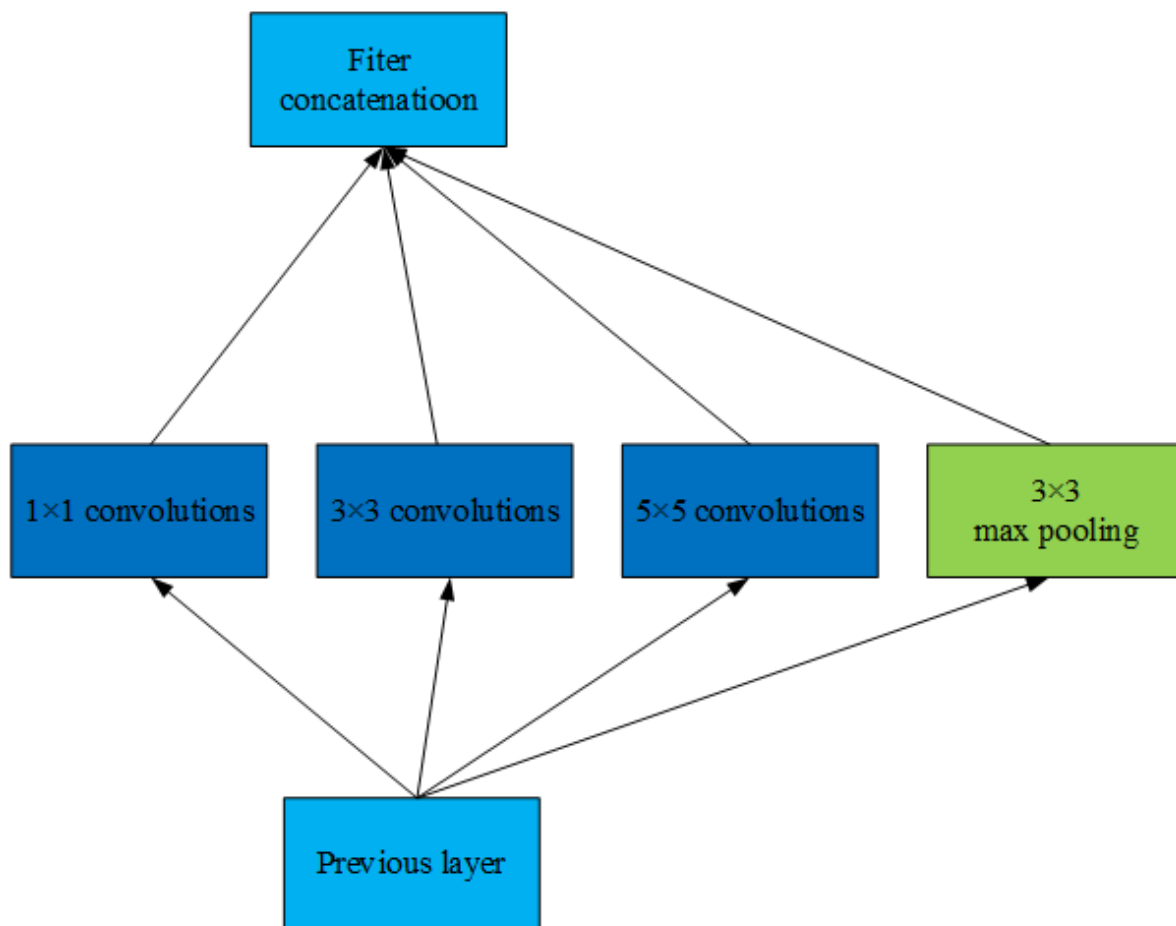 Fiter
concatenatioon
1×1 convolutions
3×3 convolutions
5×5 convolutions
3×3
max pooling
Previous layer